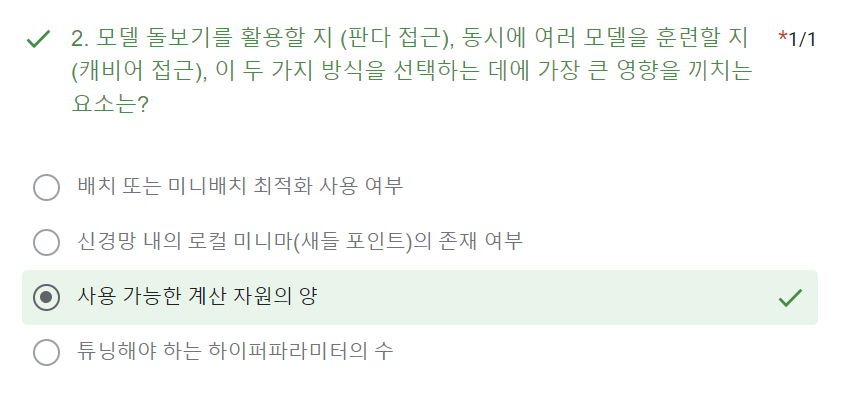 2. 모델 돌보기를 활용할 지 (판다 접근), 동시에 여러 모델을 훈련할 지 *1/1
(캐비어 접근), 이 두 가지 방식을 선택하는 데에 가장 큰 영향을 끼치는
요소는?
배치 또는 미니배치 최적화 사용 여부
신경망 내의 로컬 미니마(새들 포인트)의 존재 여부
사용 가능한 계산 자원의 양
튜닝해야 하는 하이퍼파라미터의 수